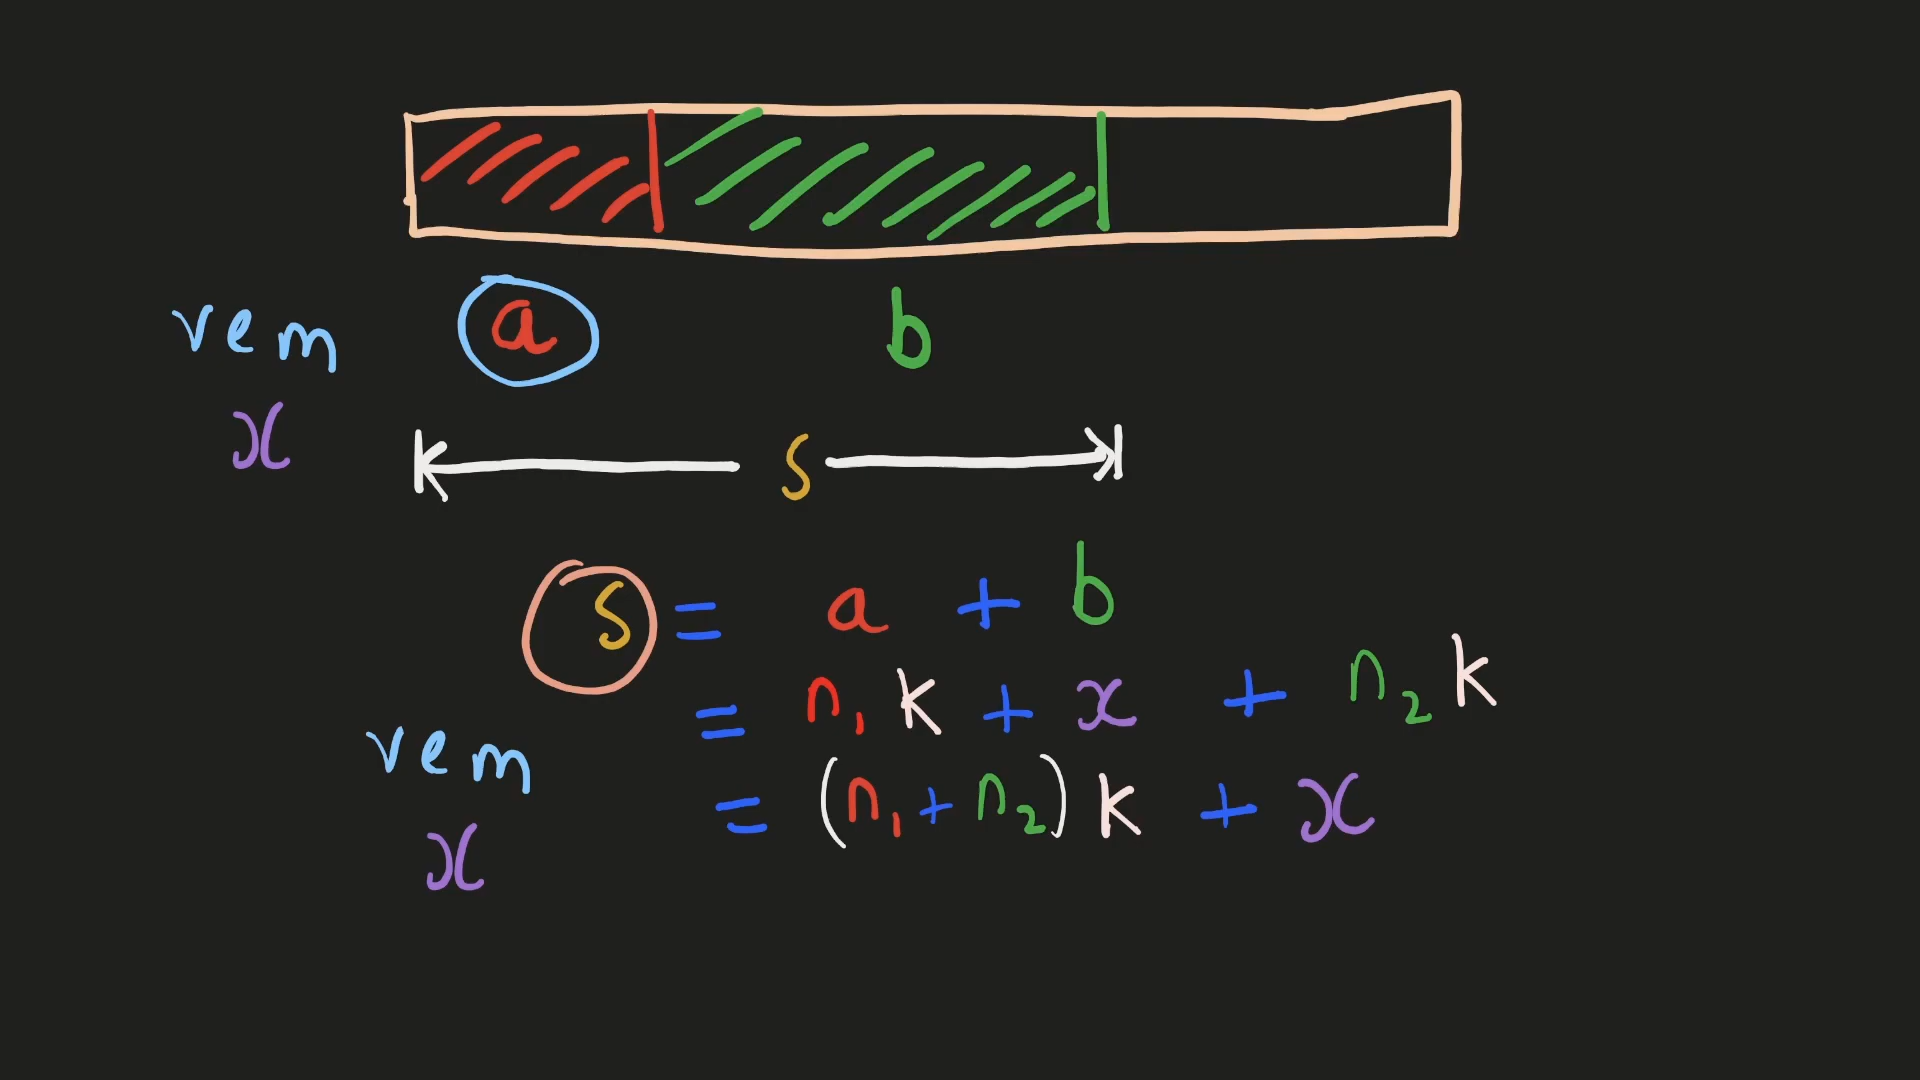 rem a b
x s
s = a + b
= n₁k + x + n₂k
rem = (n₁+n₂)k + x
x